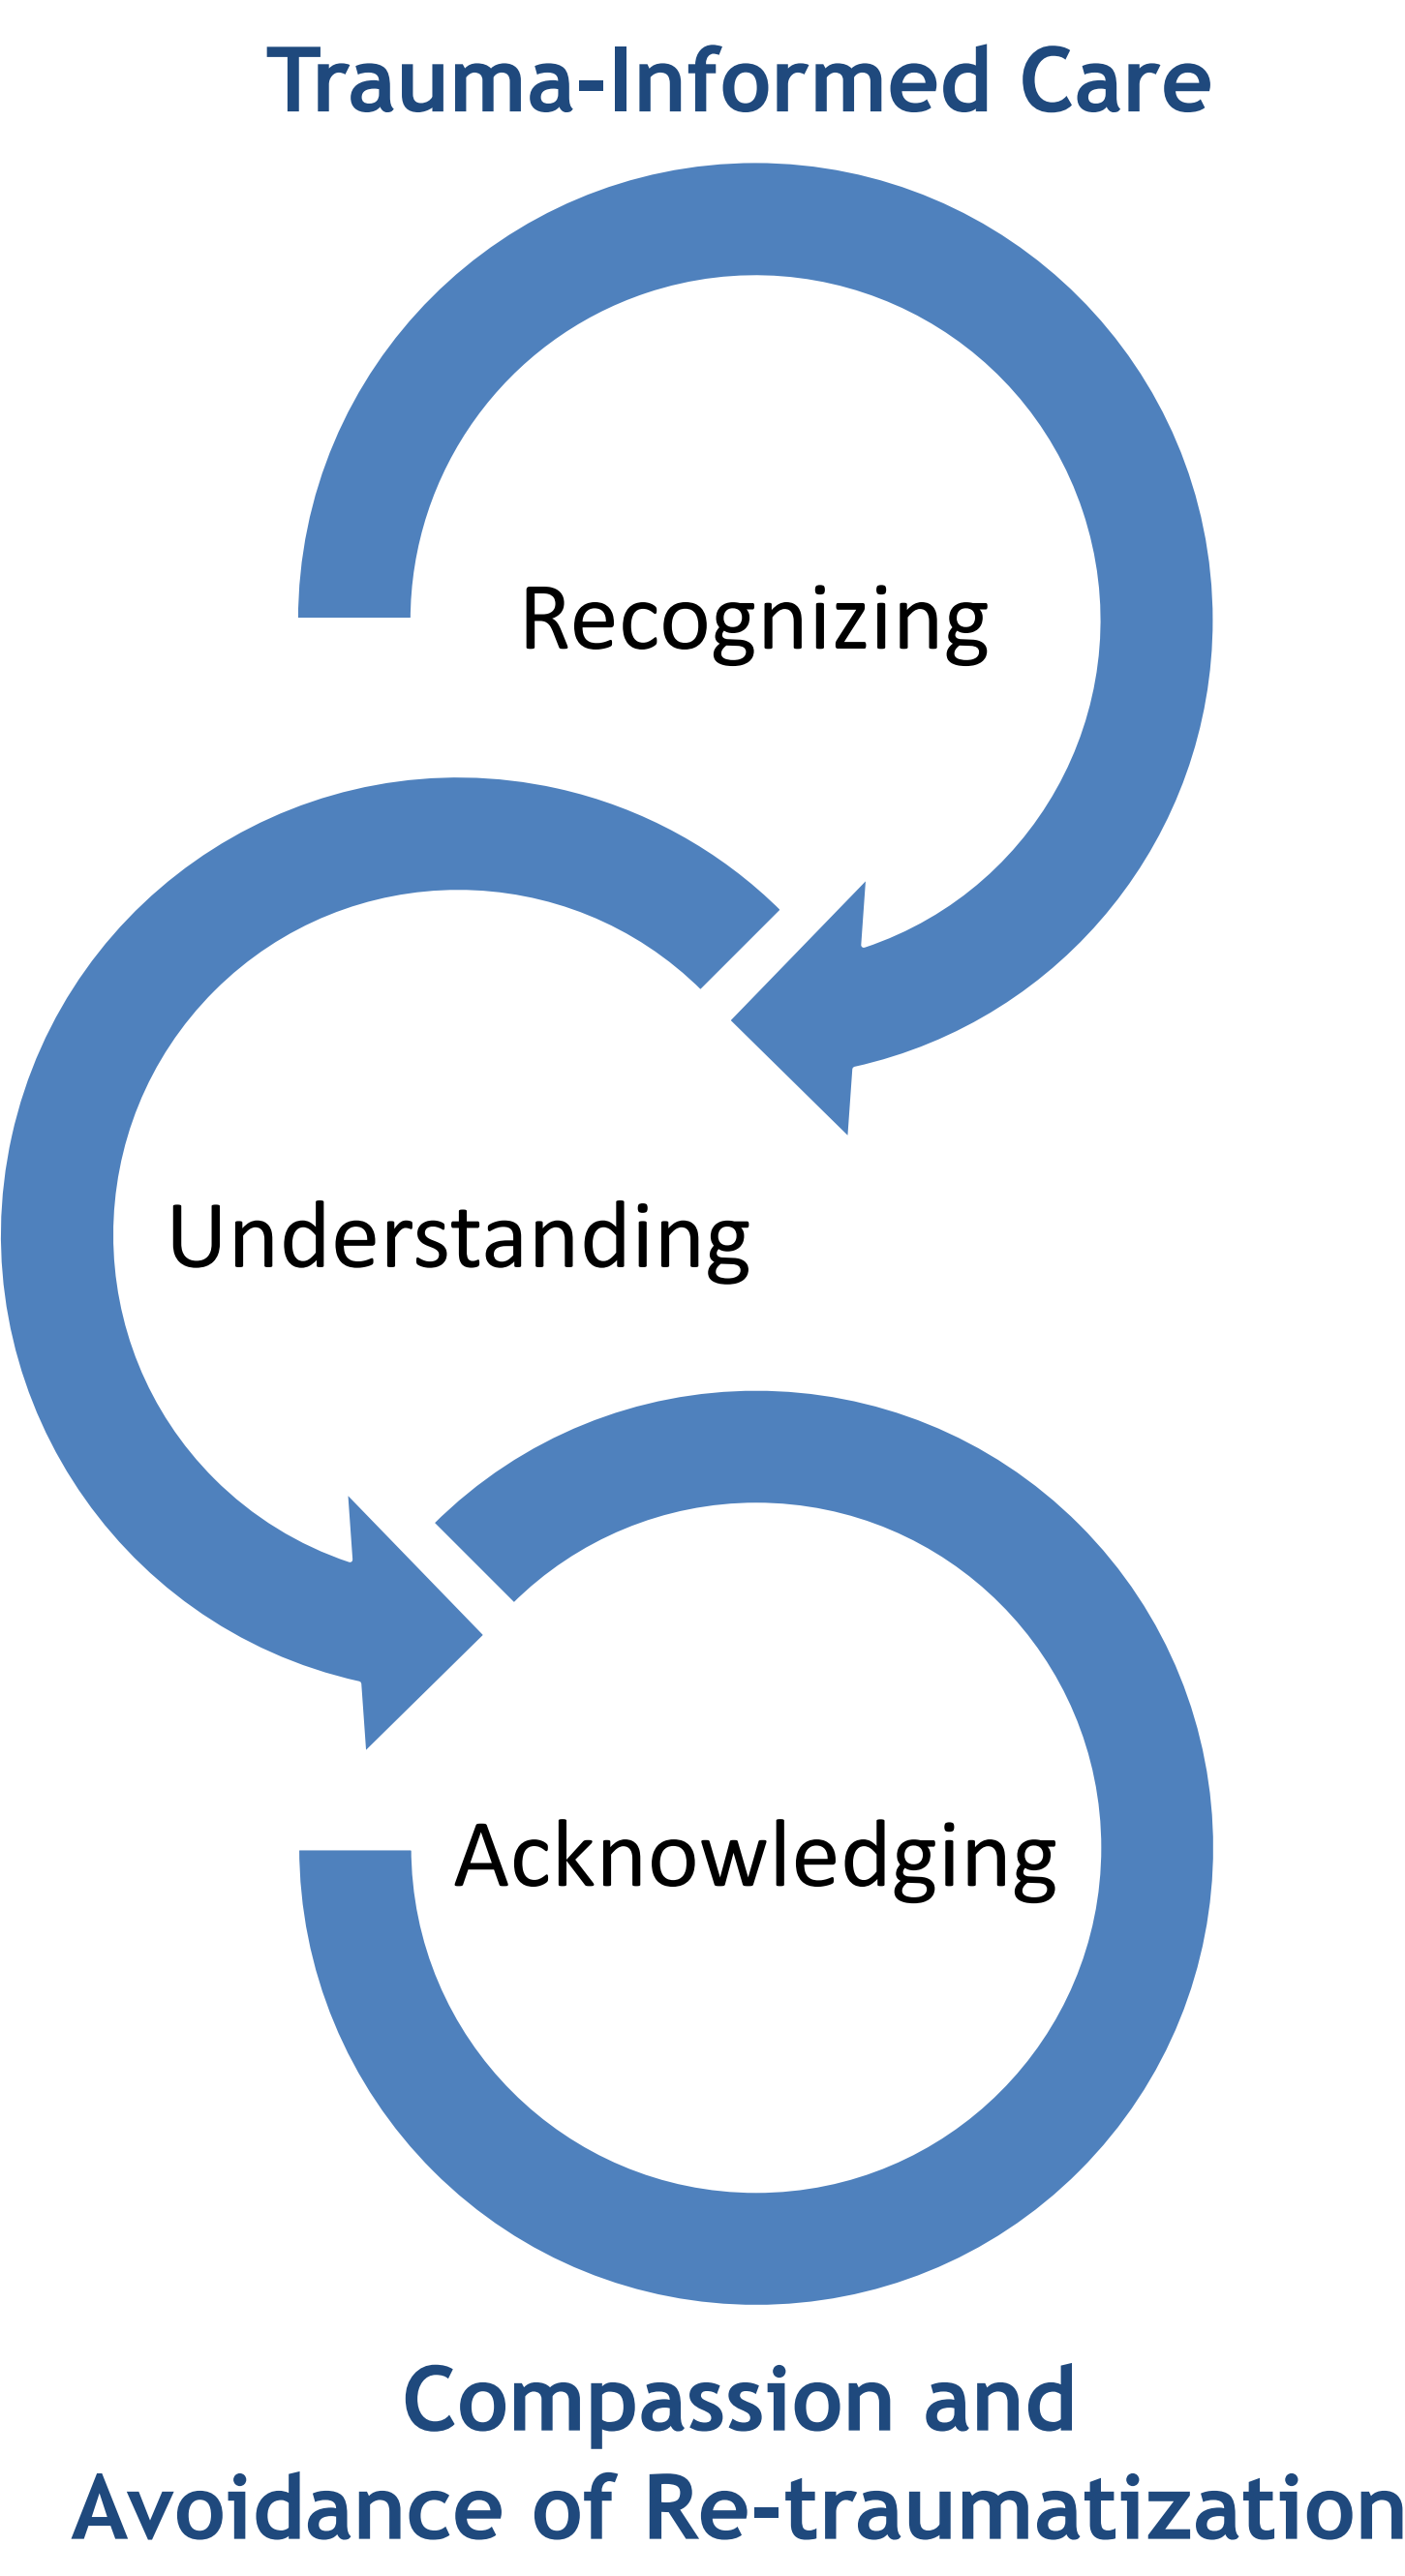 Trauma-Informed Care
Recognizing
Understanding
Acknowledging
Compassion and
Avoidance of Re-traumatization